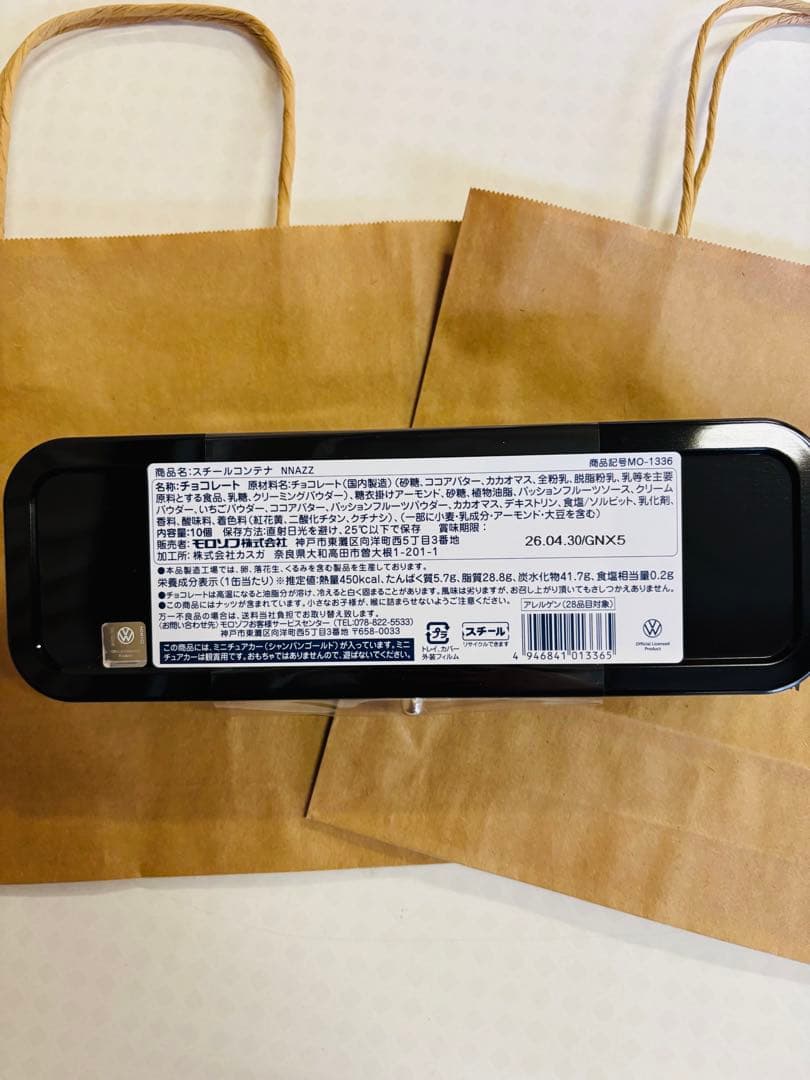 商品名:スチールコンテナ NNAZZ 商品記号MO-1336
名称:チョコレート 原材料名:チョコレート(国内製造)(砂糖、ココアバター、カカオマス、全粉乳、脱脂粉乳、乳等を主要
原料とする食品、乳糖、クリーミングパウダー)、糖衣掛けアーモンド、砂糖、植物油脂、パッションフルーツソース、クリーム
パウダー、いちごパウダー、ココアバター、パッションフルーツパウダー、カカオマス、デキストリン、食塩/ソルビット、乳化剤、
香料、酸味料、着色料(紅花黄、二酸化チタン、クチナシ)、(一部に小麦・乳成分・アーモンド・大豆を含む)
内容量:10個 保存方法:直射日光を避け、25℃以下で保存 賞味期限:
販売者:モロゾフ株式会社 神戸市東灘区向洋町西5丁目3番地 26.04.30/GNX5
加工所:株式会社カスガ 奈良県大和高田市曽大根1-201-1
●本品製造工場では、卵、落花生、くるみを含む製品を生産しております。
栄養成分表示(1缶当たり)※推定値:熱量450kcal、たんぱく質5.7g、脂質28.8g、炭水化物41.7g、食塩相当量0.2g
●チョコレートは高温になると油脂分が溶け、冷えると白く固まることがあります。風味は劣りますが、お召し上がり頂いてもさしつかえありません。
●この商品にはナッツが含まれています。小さなお子様が、喉に詰まらせないようにご注意ください。
万一不良品の場合は、送料当社負担でお取り替え致します。
〈お問い合わせ先〉モロゾフお客様サービスセンター(TEL:078-822-5533)
神戸市東灘区向洋町西5丁目3番地 〒658-0033
この商品には、ミニチュアカー(シャンパンゴールド)が入っています。ミニ
チュアカーは観賞用です。おもちゃではありませんので、遊ばないでください。
プラ
トレイ、カバー
外装フィルム
スチール
リサイクルできます
アレルゲン(28品目対象)
4 946841 013365
Official Licensed
Product